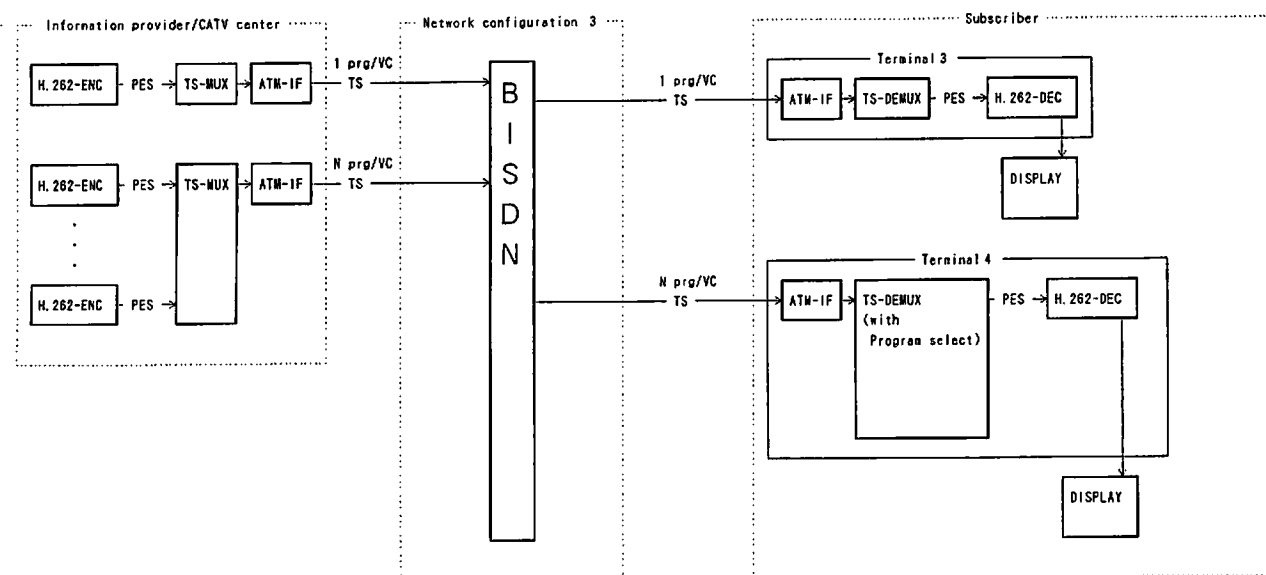 Information provider/CATV center
Network configuration 3
Subscriber
H.262-ENC
PES
TS-MUX
ATM-IF
1 prg/VC
TS
H.262-ENC
PES
TS-MUX
ATM-IF
N prg/VC
TS
H.262-ENC
PES
B
I
S
D
N
1 prg/VC
TS
Terminal 3
ATM-IF
TS-DEMUX
PES
H.262-DEC
DISPLAY
N prg/VC
TS
Terminal 4
ATM-IF
TS-DEMUX
(with
Program select)
PES
H.262-DEC
DISPLAY